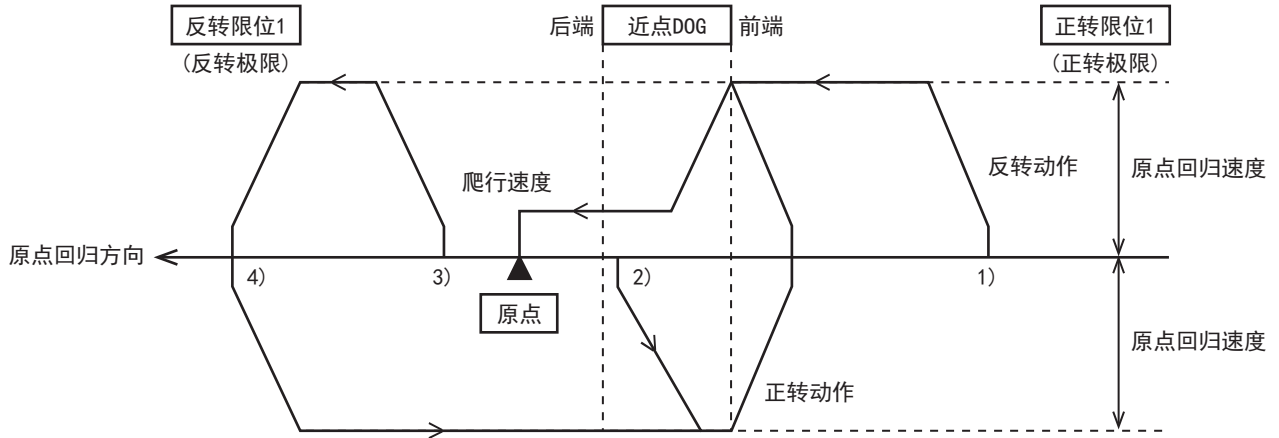 反转限位1
(反转极限)
后端
近点DOG
前端
正转限位1
(正转极限)
爬行速度
反转动作
原点回归速度
原点回归方向
4)
3)
2)
1)
原点
正转动作
原点回归速度